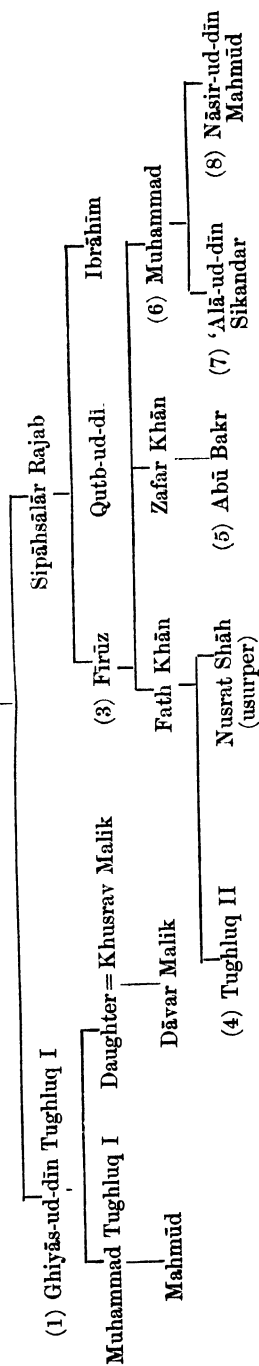 (1) Ghiyās-ud-dīn Tughluq I
Sipāhsālār Rajab
Muhammad Tughluq I
Daughter = Khusrav Malik
(3) Fīrūz
Qutb-ud-di.
Ibrāhīm
Mahmūd
Dāvar Malik
Fath Khān
Zafar Khān
(6) Muhammad
(4) Tughluq II
Nusrat Shāh
(usurper)
(5) Abū Bakr
(7) ‘Alā-ud-dīn
Sikandar
(8) Nāsir-ud-dīn
Mahmūd